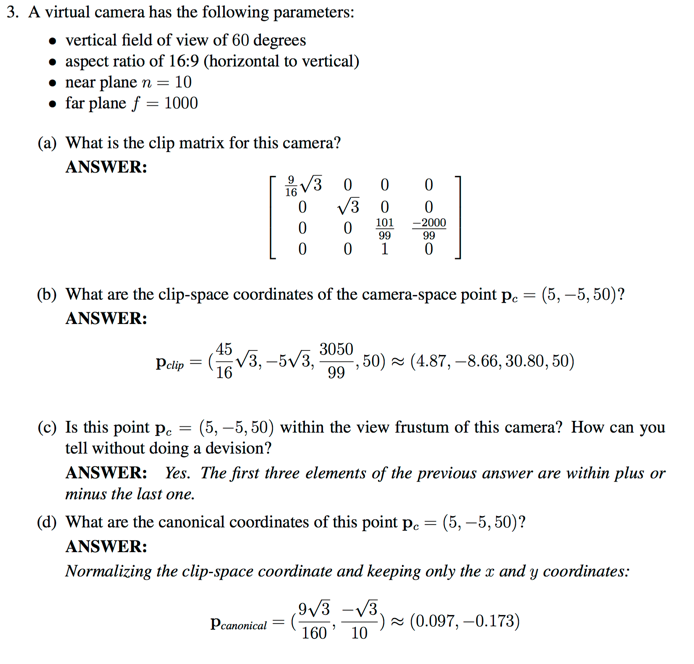 3. A virtual camera has the following parameters:
• vertical field of view of 60 degrees
• aspect ratio of 16:9 (horizontal to vertical)
• near plane n = 10
• far plane f = 1000
(a) What is the clip matrix for this camera?
ANSWER:
[ 9/16 √3 0 0 0
0 √3 0 0
0 0 101/99 −2000/99
0 0 1 0 ]
(b) What are the clip-space coordinates of the camera-space point p_c = (5, −5, 50)?
ANSWER:
p_clip = (45/16 √3, −5√3, 3050/99, 50) ≈ (4.87, −8.66, 30.80, 50)
(c) Is this point p_c = (5, −5, 50) within the view frustum of this camera? How can you
tell without doing a devision?
ANSWER: Yes. The first three elements of the previous answer are within plus or
minus the last one.
(d) What are the canonical coordinates of this point p_c = (5, −5, 50)?
ANSWER:
Normalizing the clip-space coordinate and keeping only the x and y coordinates:
p_canonical = (9√3/160, −√3/10) ≈ (0.097, −0.173)